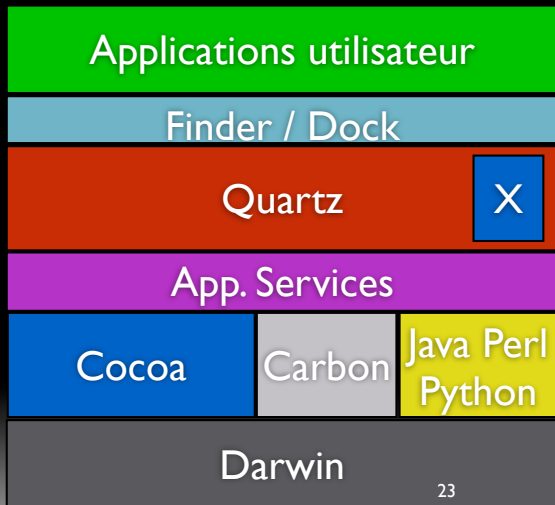 Applications utilisateur
Finder / Dock
Quartz
X
App. Services
Cocoa
Carbon
Java Perl
Python
Darwin
23